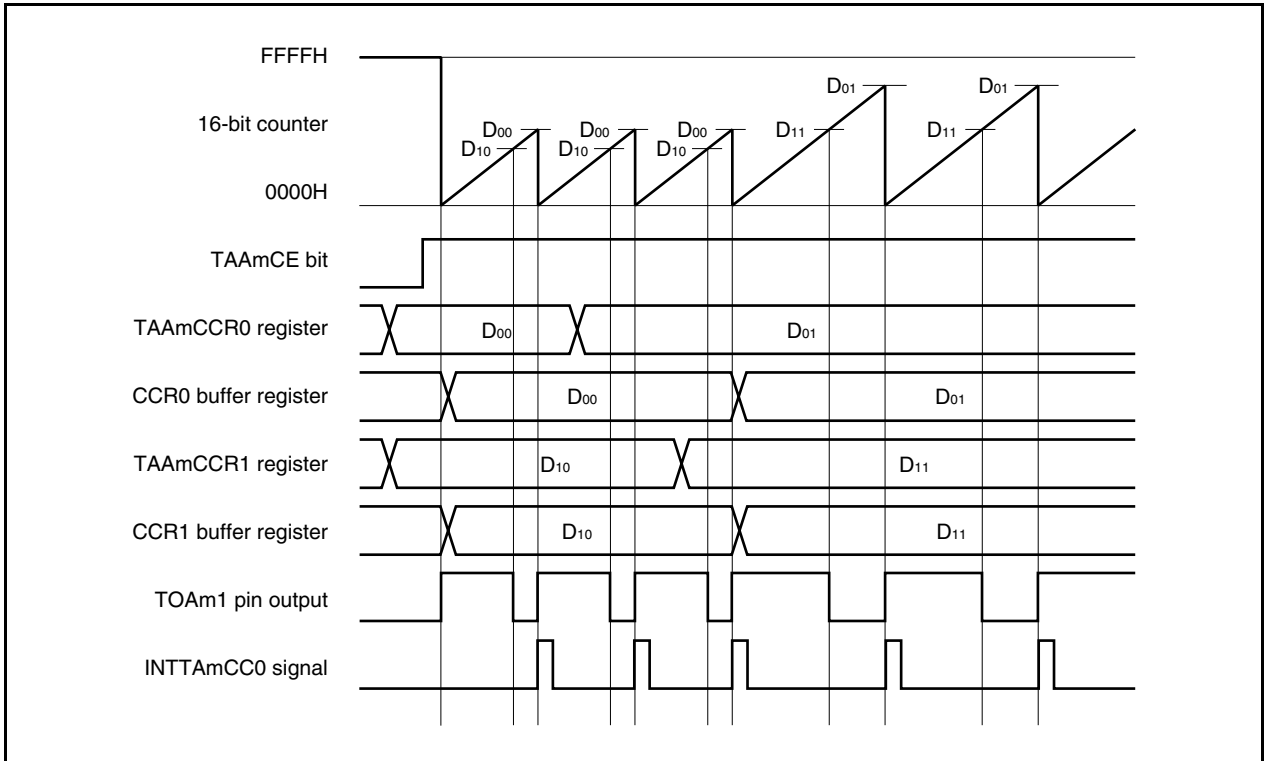 FFFFH
D01 D01
16-bit counter D00 D00 D00 D11 D11
D10 D10 D10
0000H
TAAmCE bit
TAAmCCR0 register D00 D01
CCR0 buffer register D00 D01
TAAmCCR1 register D10 D11
CCR1 buffer register D10 D11
TOAm1 pin output
INTTAmCC0 signal